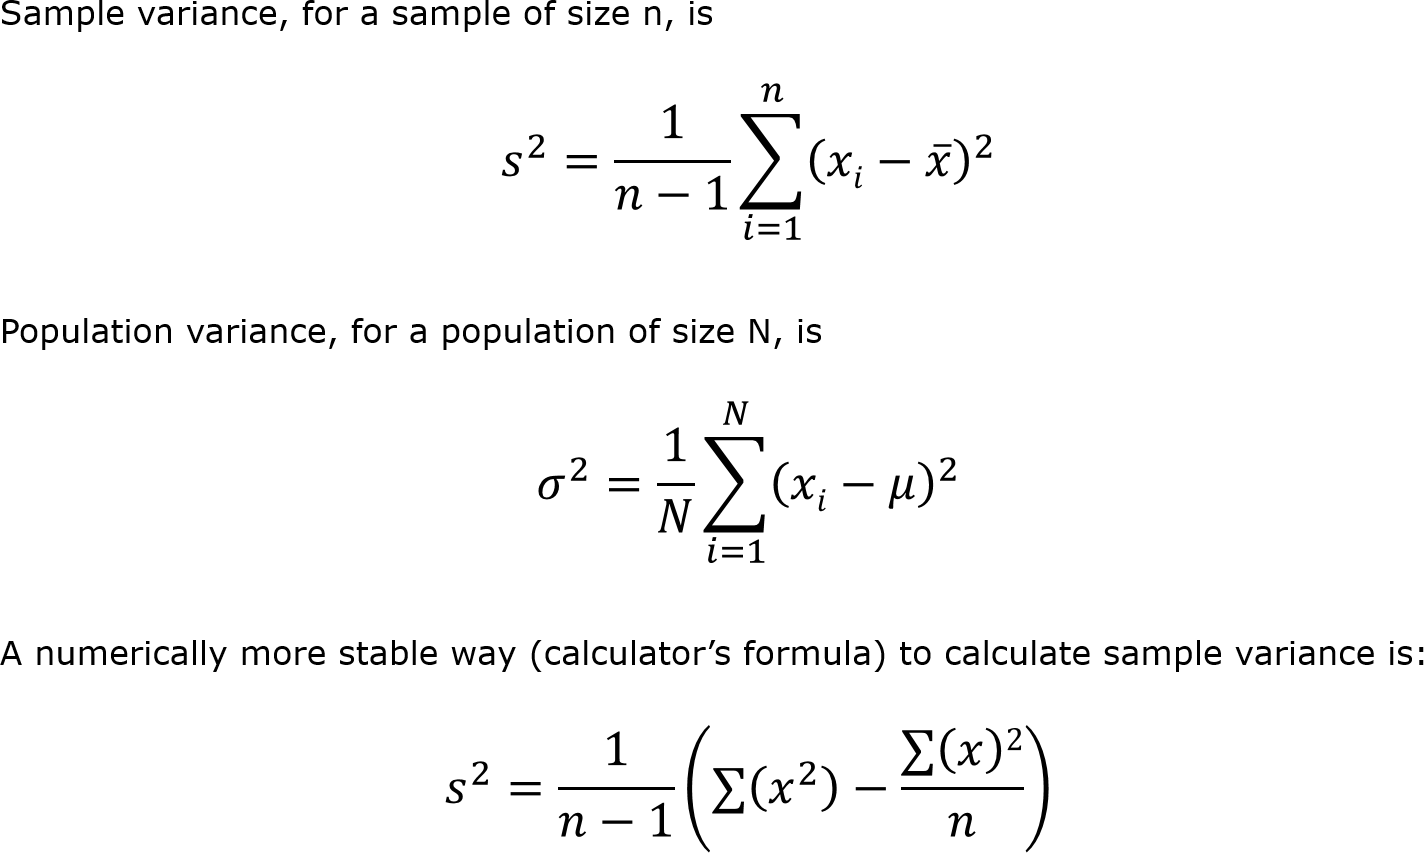 Sample variance, for a sample of size n, is
s² = 1/(n − 1) ∑_{i=1}^{n} (xᵢ − x̄)²
Population variance, for a population of size N, is
σ² = 1/N ∑_{i=1}^{N} (xᵢ − μ)²
A numerically more stable way (calculator’s formula) to calculate sample variance is:
s² = 1/(n − 1) (∑(x²) − ∑(x)²/n)